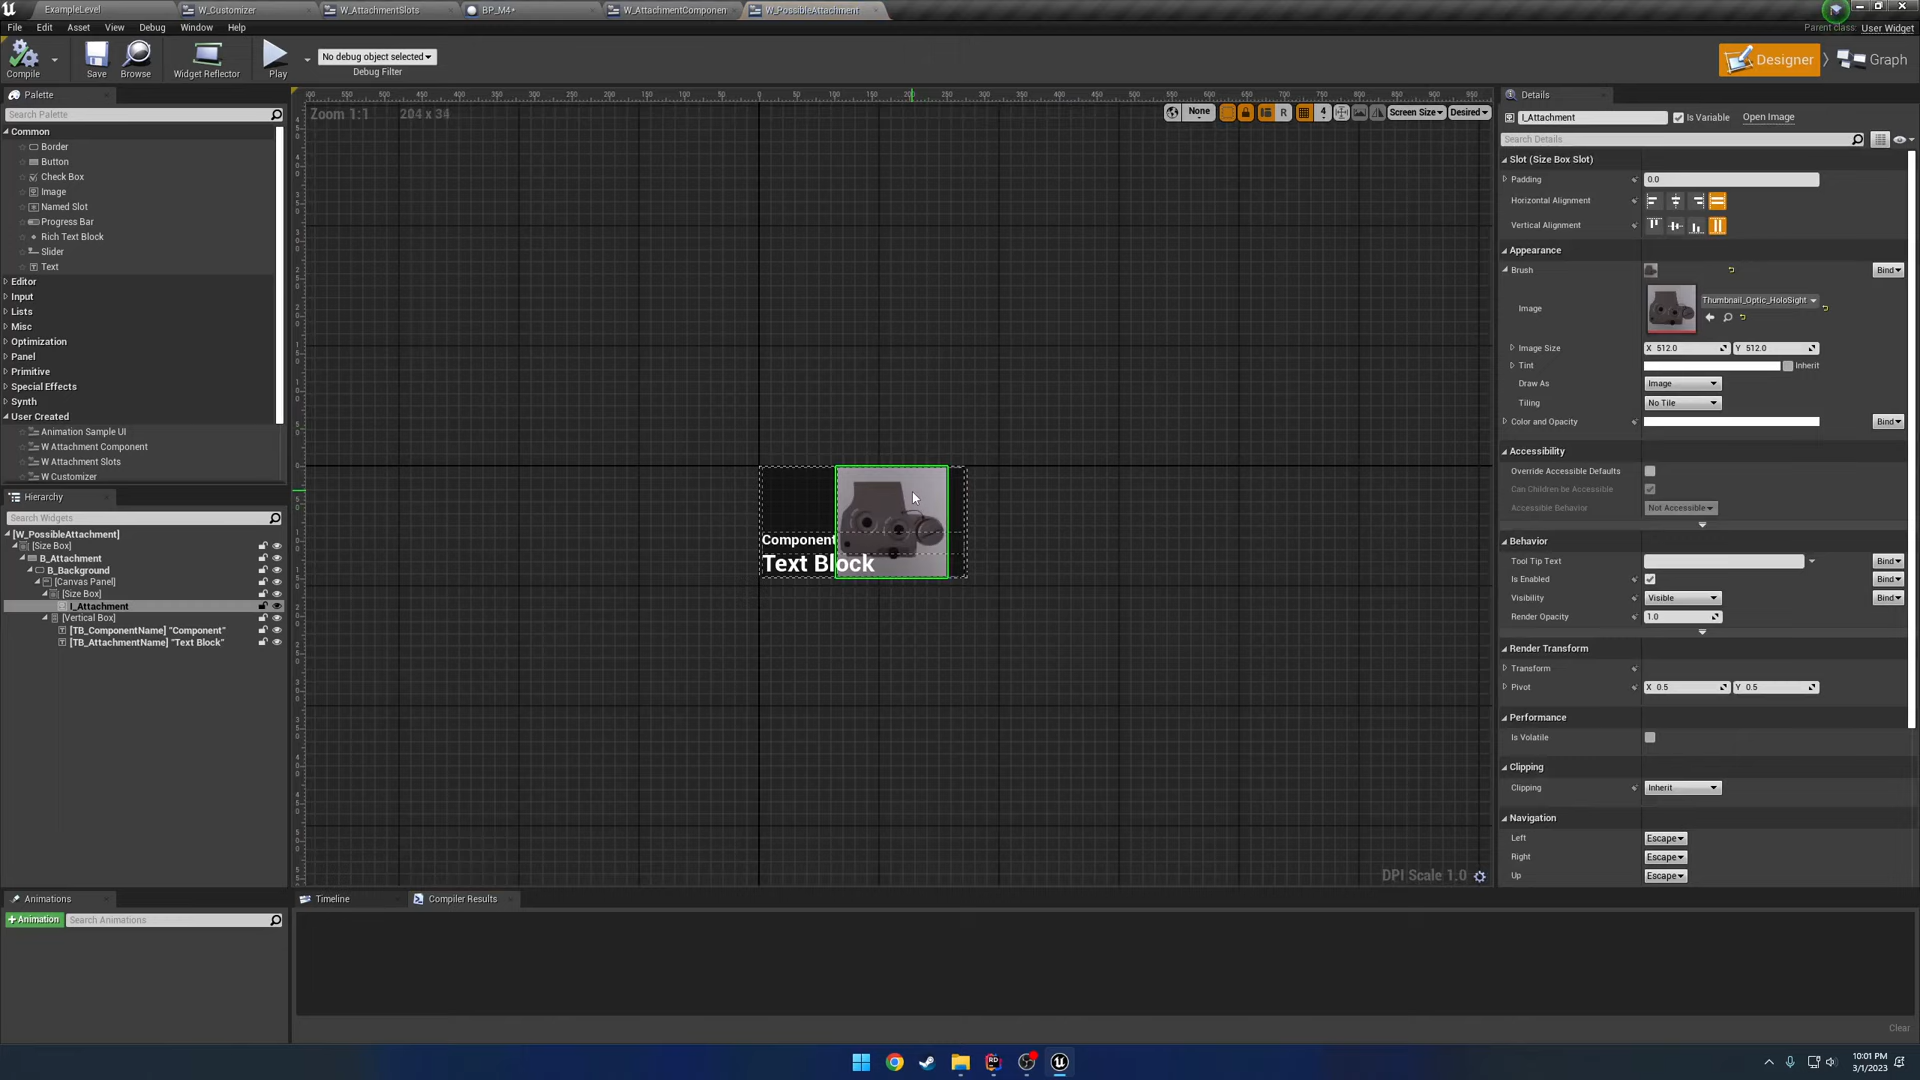 ExampleLevel W_Customizer W_AttachmentSlots BP_M4• W_AttachmentComponen W_PossibleAttachment
File Edit Asset View Debug Window Help Parent class: User Widget
Compile Save Browse Widget Reflector Play No debug object selected Debug Filter Designer Graph
Palette
Search Palette
Common
Border
Button
Check Box
Image
Named Slot
Progress Bar
Rich Text Block
Slider
Text
Editor
Input
Lists
Misc
Optimization
Panel
Primitive
Special Effects
Synth
User Created
Animation Sample UI
W Attachment Component
W Attachment Slots
W Customizer
Hierarchy
Search Widgets
[W_PossibleAttachment]
[Size Box]
B_Attachment
B_Background
[Canvas Panel]
[Size Box]
I_Attachment
[Vertical Box]
[TB_ComponentName] "Component"
[TB_AttachmentName] "Text Block"
Animations
+Animation Search Animations
Zoom 1:1 204 x 34
None R 4 Screen Size Desired
Component
Text Block
DPI Scale 1.0
Timeline Compiler Results
Clear
Details
I_Attachment Is Variable Open Image
Search Details
Slot (Size Box Slot)
Padding 0.0
Horizontal Alignment
Vertical Alignment
Appearance
Brush Bind
Image Thumbnail_Optic_HoloSight
Image Size X 512.0 Y 512.0
Tint Inherit
Draw As Image
Tiling No Tile
Color and Opacity Bind
Accessibility
Override Accessible Defaults
Can Children be Accessible
Accessible Behavior Not Accessible
Behavior
Tool Tip Text Bind
Is Enabled Bind
Visibility Visible Bind
Render Opacity 1.0
Render Transform
Transform
Pivot X 0.5 Y 0.5
Performance
Is Volatile
Clipping
Clipping Inherit
Navigation
Left Escape
Right Escape
Up Escape
10:01 PM
3/1/2023